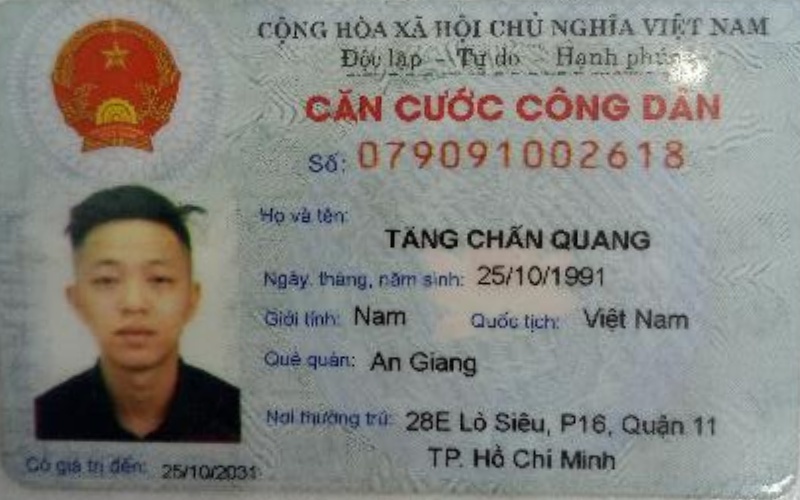 CỘNG HÒA XÃ HỘI CHỦ NGHĨA VIỆT NAM
Độc lập - Tự do - Hạnh phúc
CĂN CƯỚC CÔNG DÂN
Số: 079091002618
Họ và tên:
TĂNG CHẤN QUANG
Ngày, tháng, năm sinh: 25/10/1991
Giới tính: Nam Quốc tịch: Việt Nam
Quê quán: An Giang
Nơi thường trú: 28E Lò Siêu, P16, Quận 11
TP. Hồ Chí Minh
Có giá trị đến: 25/10/2031